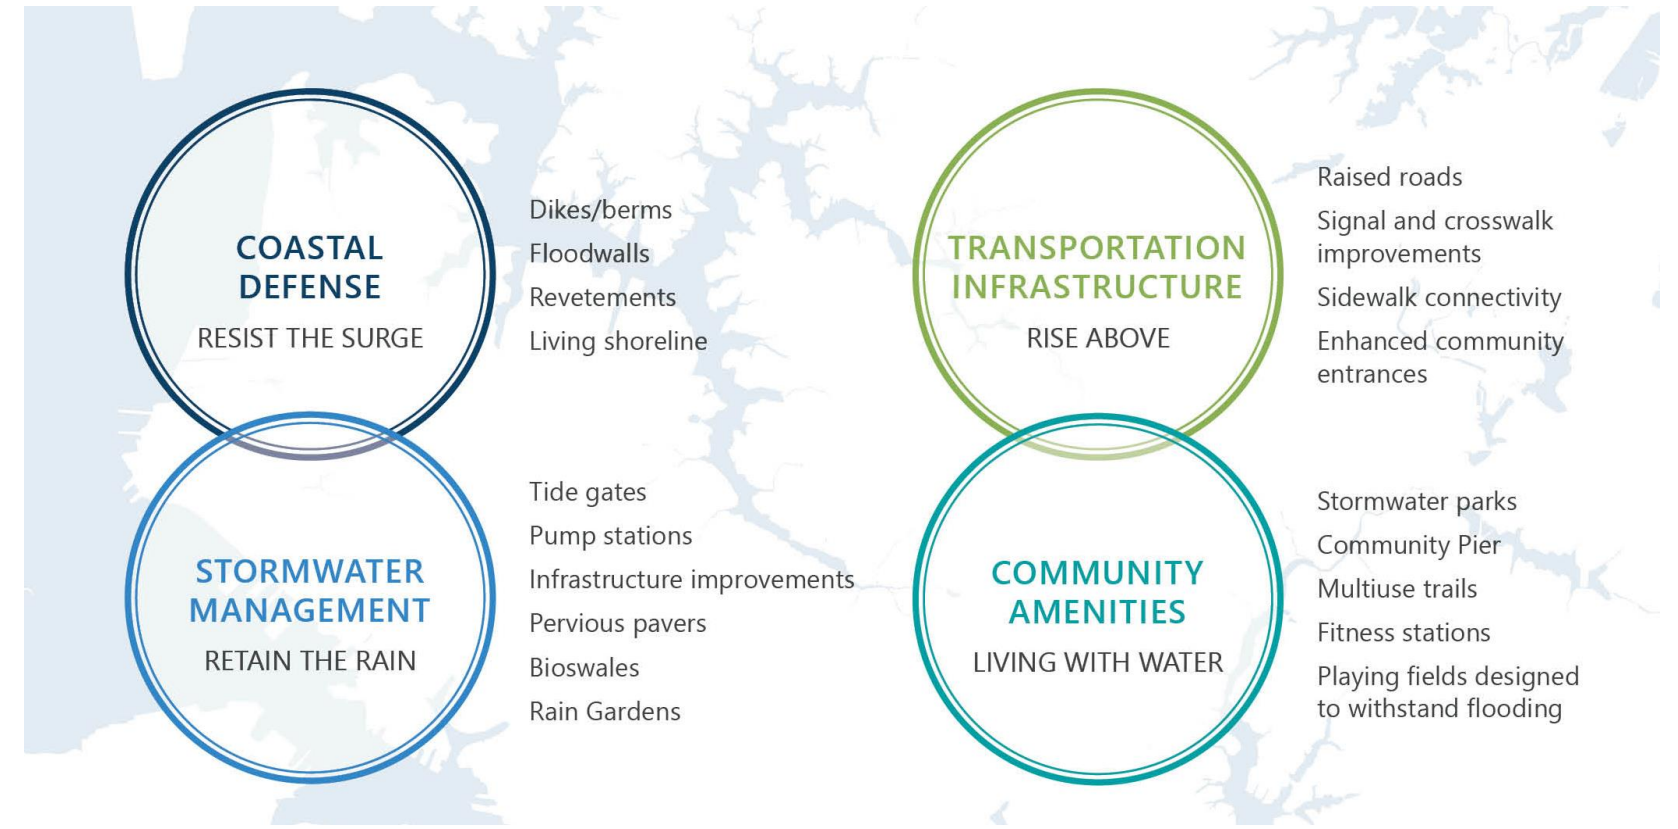 COASTAL
DEFENSE
RESIST THE SURGE
Dikes/berms
Floodwalls
Revetements
Living shoreline
STORMWATER
MANAGEMENT
RETAIN THE RAIN
Tide gates
Pump stations
Infrastructure improvements
Pervious pavers
Bioswales
Rain Gardens
TRANSPORTATION
INFRASTRUCTURE
RISE ABOVE
Raised roads
Signal and crosswalk
improvements
Sidewalk connectivity
Enhanced community
entrances
COMMUNITY
AMENITIES
LIVING WITH WATER
Stormwater parks
Community Pier
Multiuse trails
Fitness stations
Playing fields designed
to withstand flooding